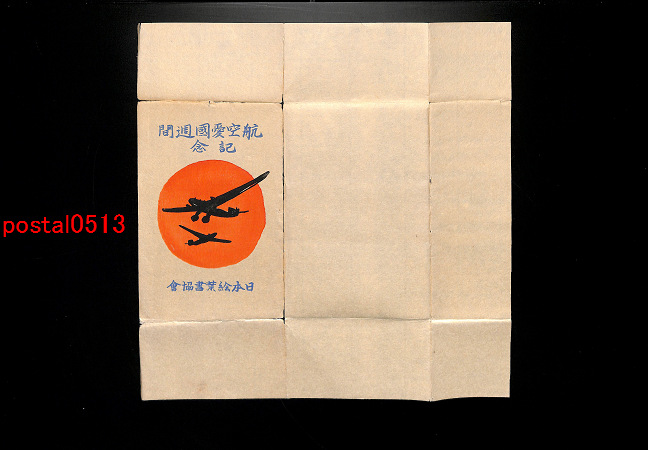 航空愛國週間
記念
日本絵葉書協會
postal0513